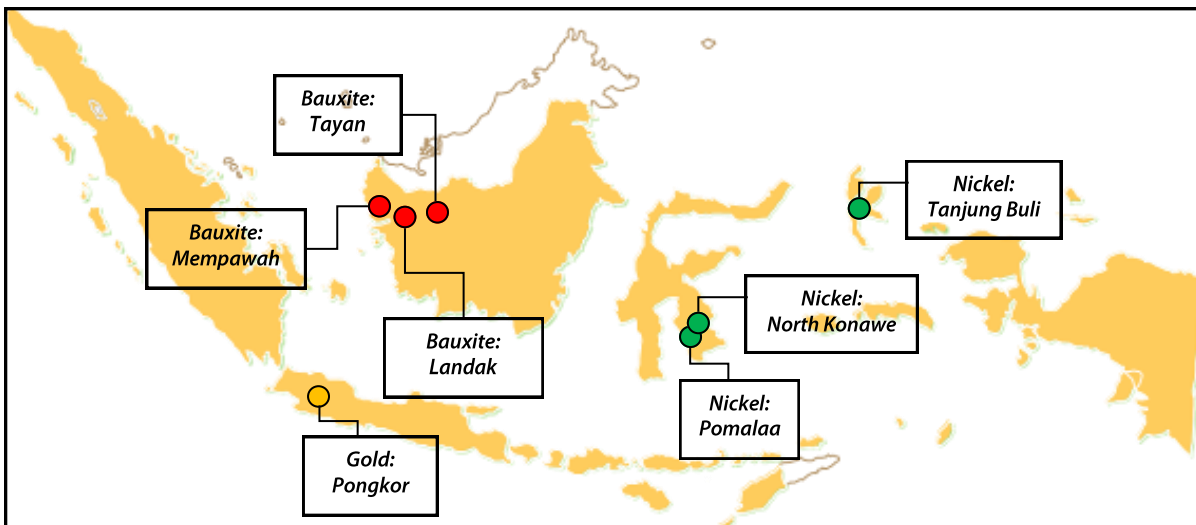 Bauxite:
Tayan
Nickel:
Tanjung Buli
Bauxite:
Mempawah
Nickel:
North Konawe
Bauxite:
Landak
Nickel:
Pomalaa
Gold:
Pongkor